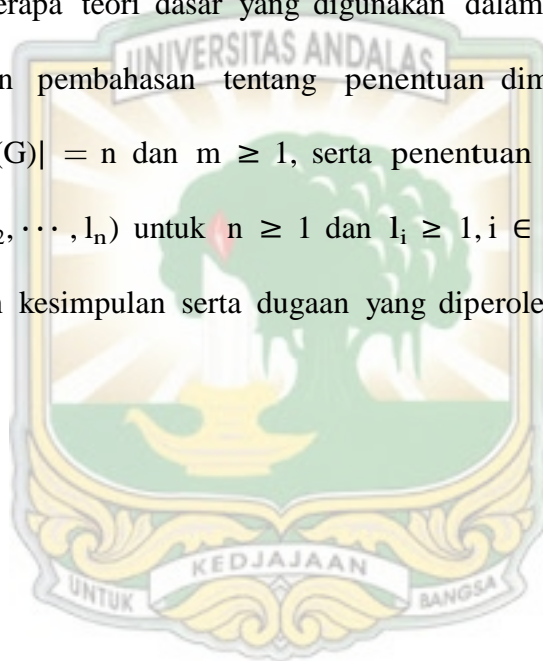 erapa teori dasar yang digunakan dalam
UNIVERSITAS ANDALAS
n pembahasan tentang penentuan dim
(G)| = n dan m ≥ 1, serta penentuan
2, ⋯ , lₙ) untuk n ≥ 1 dan lᵢ ≥ 1, i ∈
n kesimpulan serta dugaan yang diperole
KEDJAJAAN
UNTUK BANGSA